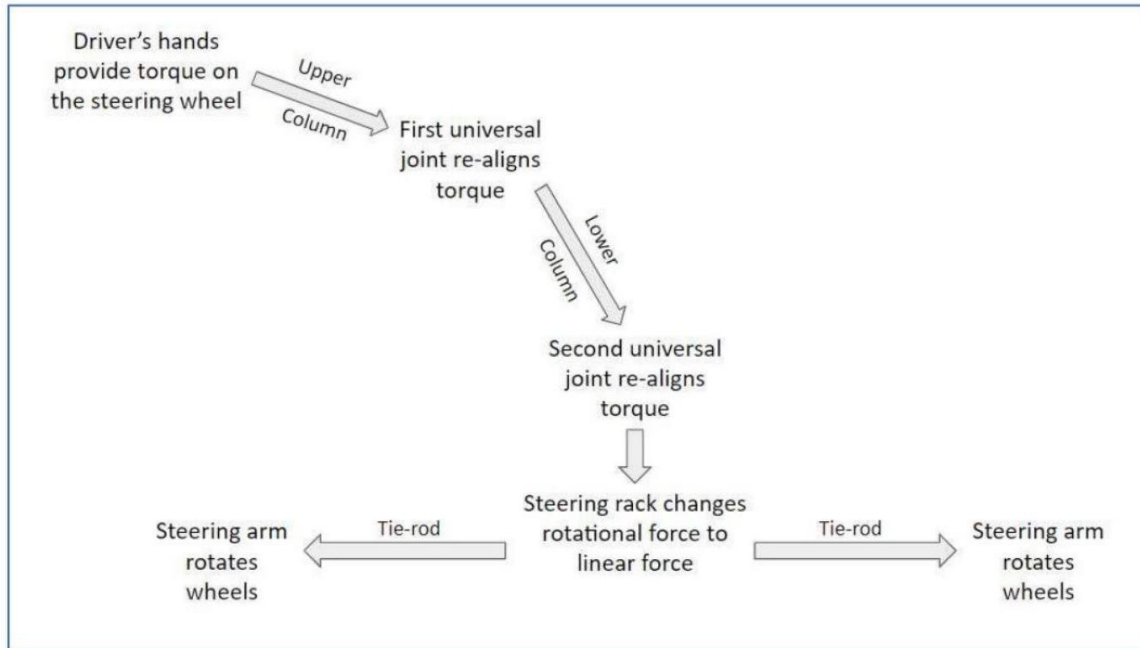 Driver’s hands
provide torque on
the steering wheel
Upper
Column
First universal
joint re-aligns
torque
Lower
Column
Second universal
joint re-aligns
torque
Steering rack changes
rotational force to
linear force
Tie-rod
Steering arm
rotates
wheels
Tie-rod
Steering arm
rotates
wheels